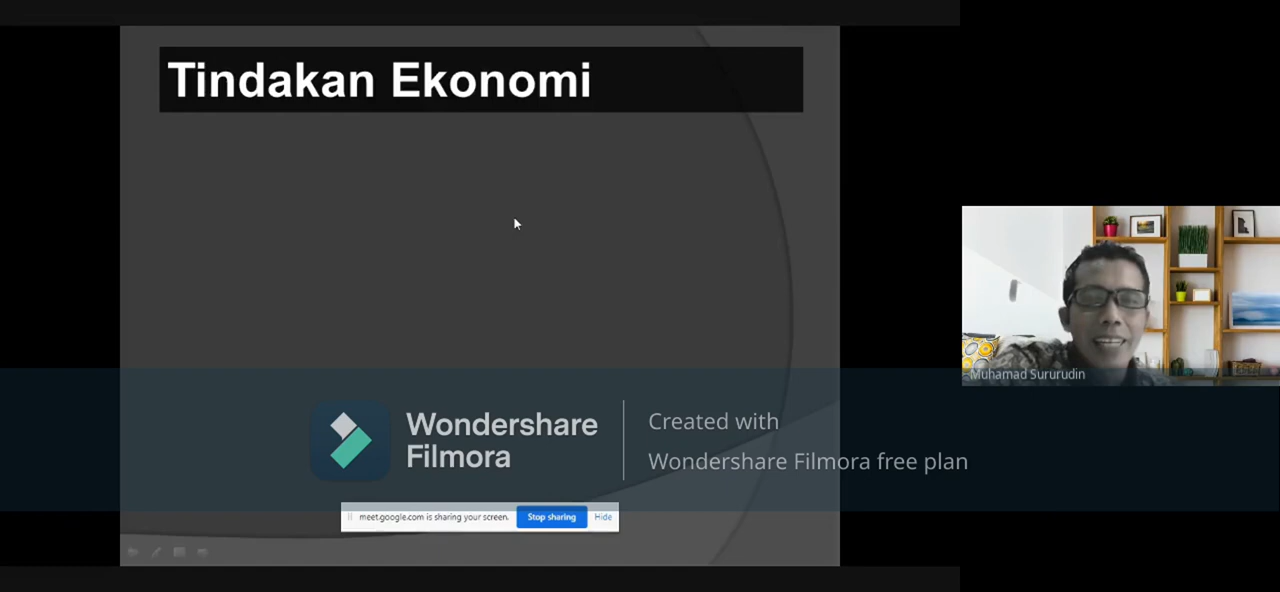 Tindakan Ekonomi
Muhamad Sururudin
Wondershare
Filmora
Created with
Wondershare Filmora free plan
meet.google.com is sharing your screen.
Stop sharing
Hide